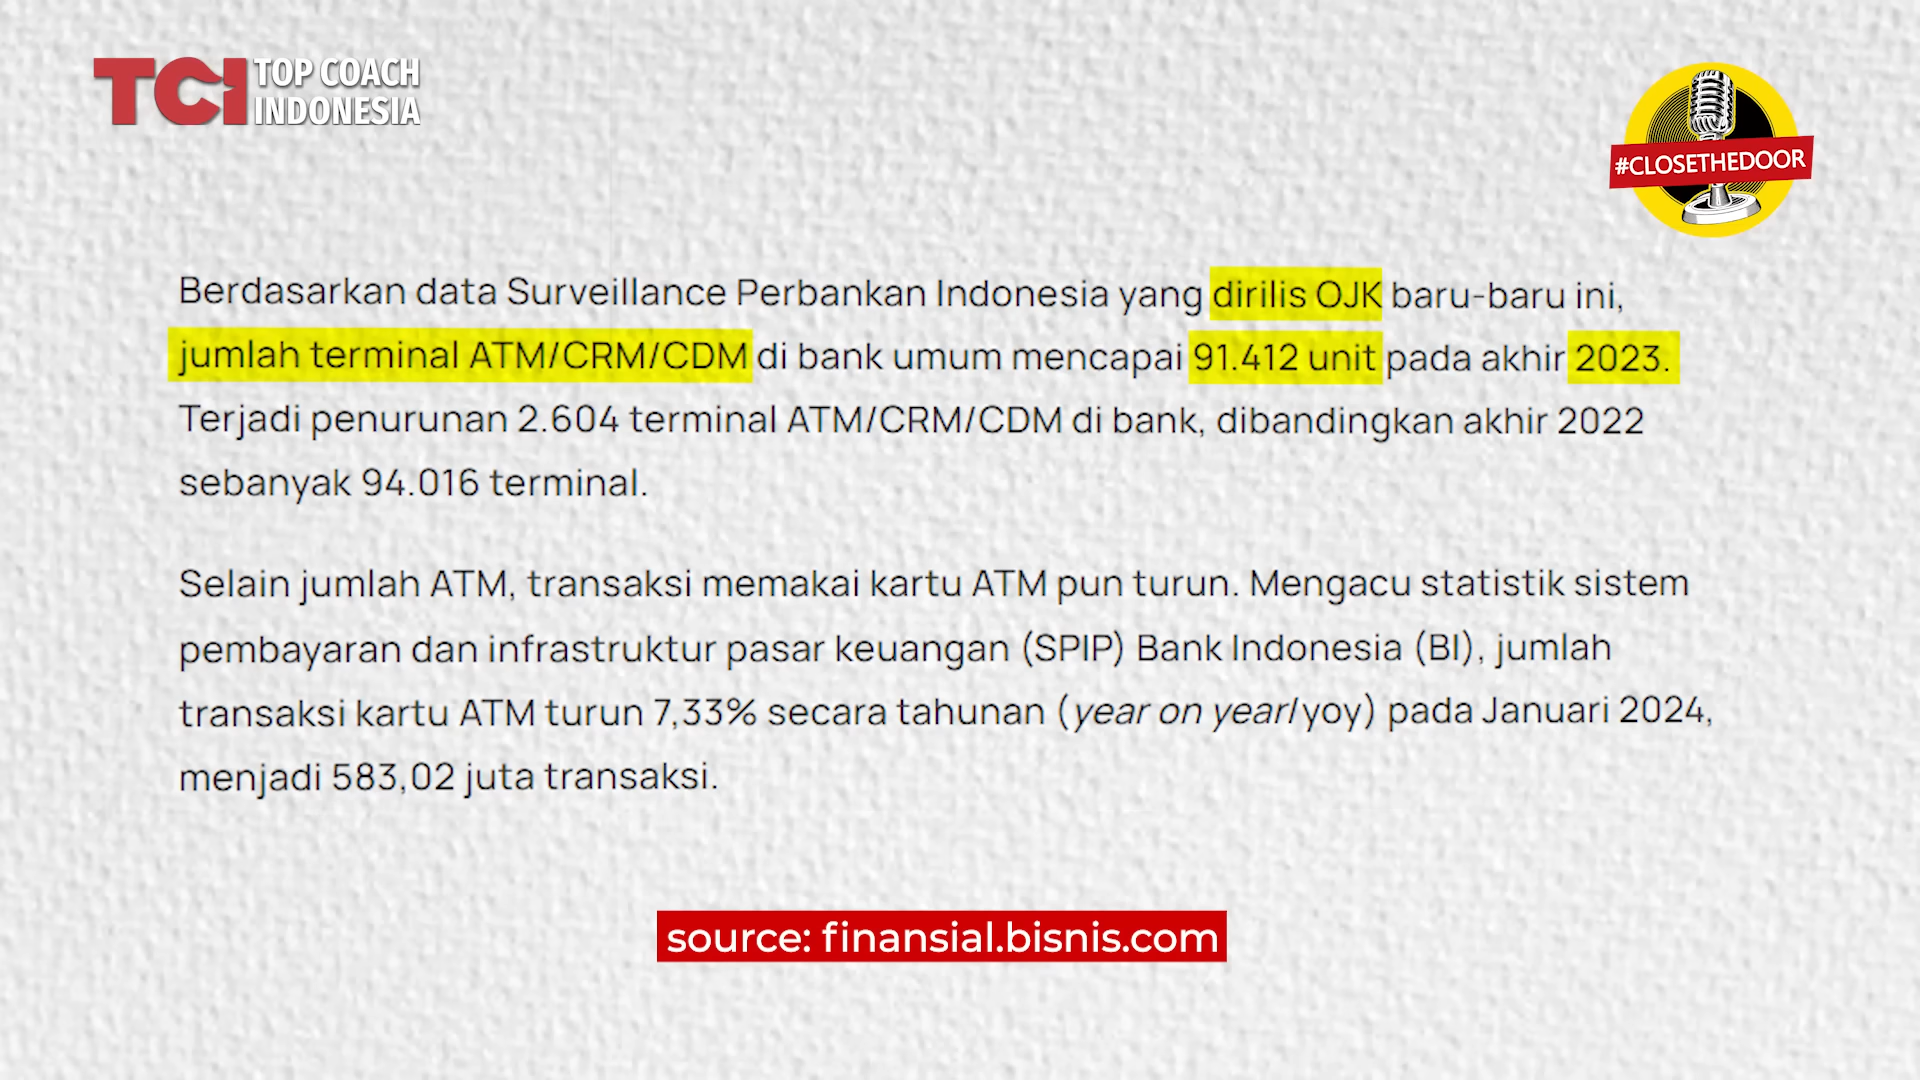 TCI TOP COACH
INDONESIA
#CLOSETHEDOOR
Berdasarkan data Surveillance Perbankan Indonesia yang dirilis OJK baru-baru ini,
jumlah terminal ATM/CRM/CDM di bank umum mencapai 91.412 unit pada akhir 2023.
Terjadi penurunan 2.604 terminal ATM/CRM/CDM di bank, dibandingkan akhir 2022
sebanyak 94.016 terminal.
Selain jumlah ATM, transaksi memakai kartu ATM pun turun. Mengacu statistik sistem
pembayaran dan infrastruktur pasar keuangan (SPIP) Bank Indonesia (BI), jumlah
transaksi kartu ATM turun 7,33% secara tahunan (year on year/yoy) pada Januari 2024,
menjadi 583,02 juta transaksi.
source: finansial.bisnis.com